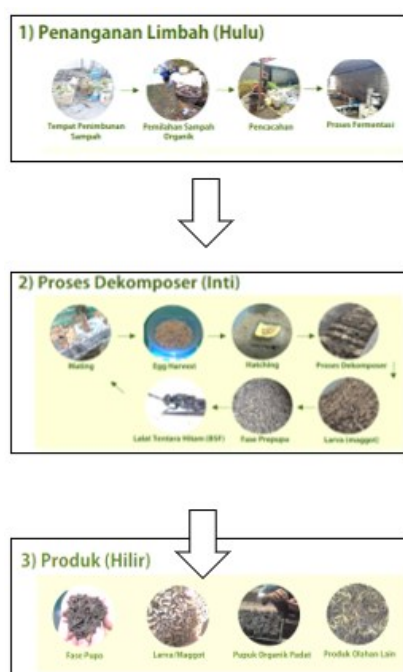 1) Penanganan Limbah (Hulu)
Tempat Penimbunan
Sampah
Pemilahan Sampah
Organik
Pencacahan
Proses Fermentasi
2) Proses Dekomposer (Inti)
Mating
Egg Harvest
Hatching
Proses Dekomposer
Lalat Tentara Hitam (BSF)
Fase Prepupa
Larva (maggot)
3) Produk (Hilir)
Fase Pupa
Larva/Maggot
Pupuk Organik Padat
Produk Olahan Lain